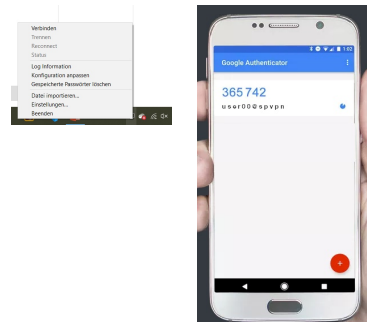 Verbinden
Trennen
Reconnect
Status
Log Information
Konfiguration anpassen
Gespeicherte Passwörter löschen
Datei importieren...
Einstellungen...
Beenden
Google Authenticator
365 742
user00@spvpn
+